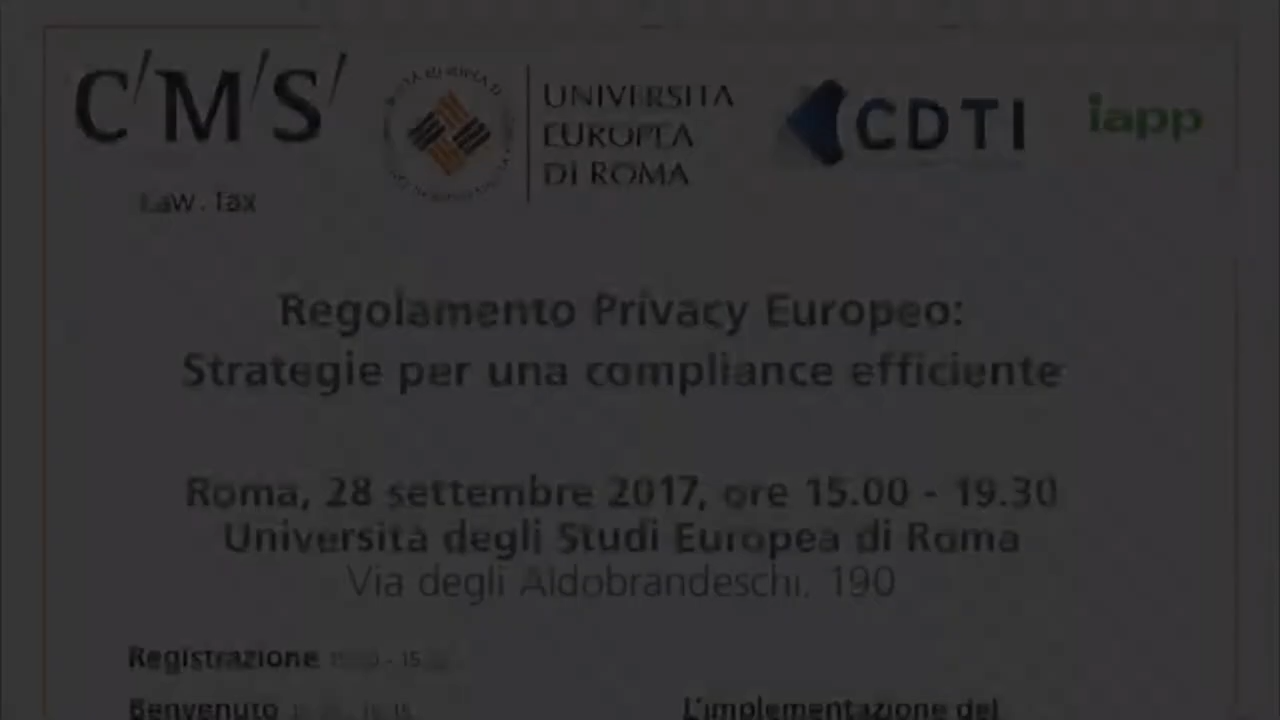 C/M/S/
Law . Tax
UNIVERSITÀ
EUROPEA
DI ROMA
CDTI
iapp
Regolamento Privacy Europeo:
Strategie per una compliance efficiente
Roma, 28 settembre 2017, ore 15.00 - 19.30
Università degli Studi Europea di Roma
Via degli Aldobrandeschi, 190
Registrazione
Benvenuto
L'implementazione del